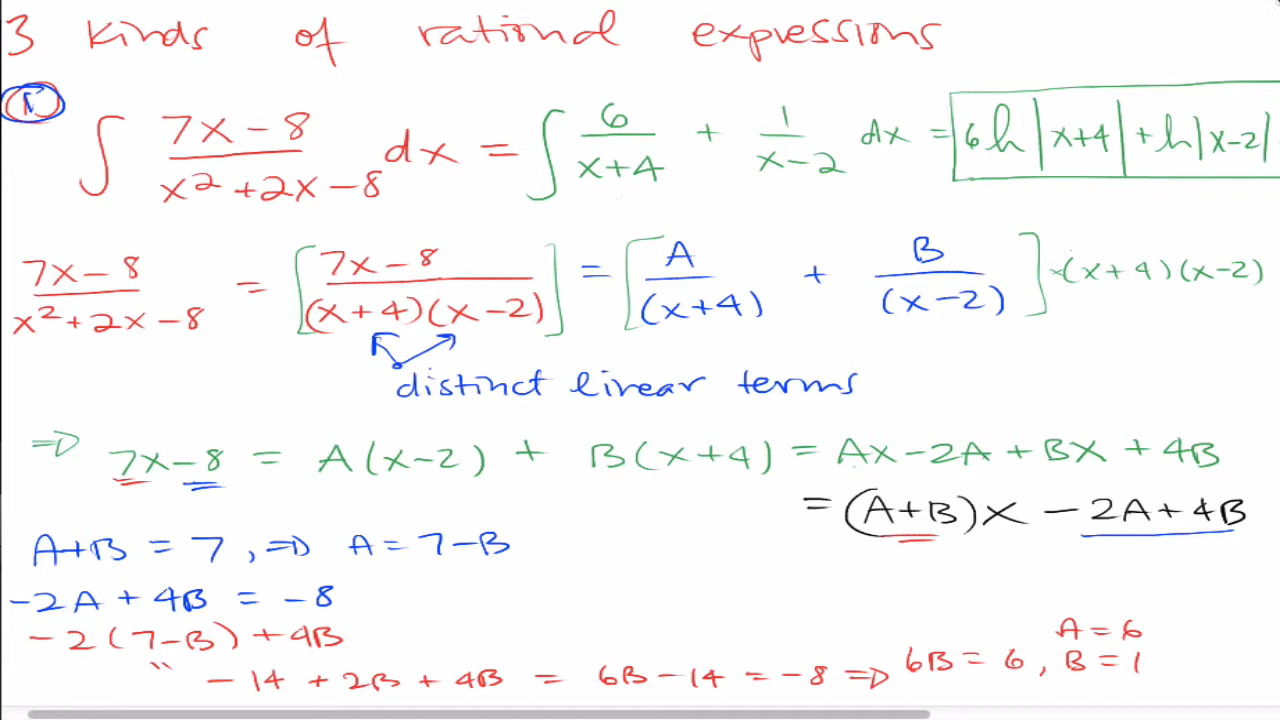 3 kinds of rational expressions
1. ∫ (7x-8)/(x²+2x-8) dx = ∫ 6/(x+4) + 1/(x-2) dx = 6 ln|x+4| + ln|x-2|
(7x-8)/(x²+2x-8) = [(7x-8)/((x+4)(x-2))] = [A/(x+4) + B/(x-2)] · (x+4)(x-2)
distinct linear terms
⇒ 7x-8 = A(x-2) + B(x+4) = Ax-2A+Bx+4B
= (A+B)x - 2A+4B
A+B = 7, ⇒ A = 7-B
-2A+4B = -8
-2(7-B)+4B
" -14+2B+4B = 6B-14 = -8 ⇒ 6B = 6, B=1
A=6